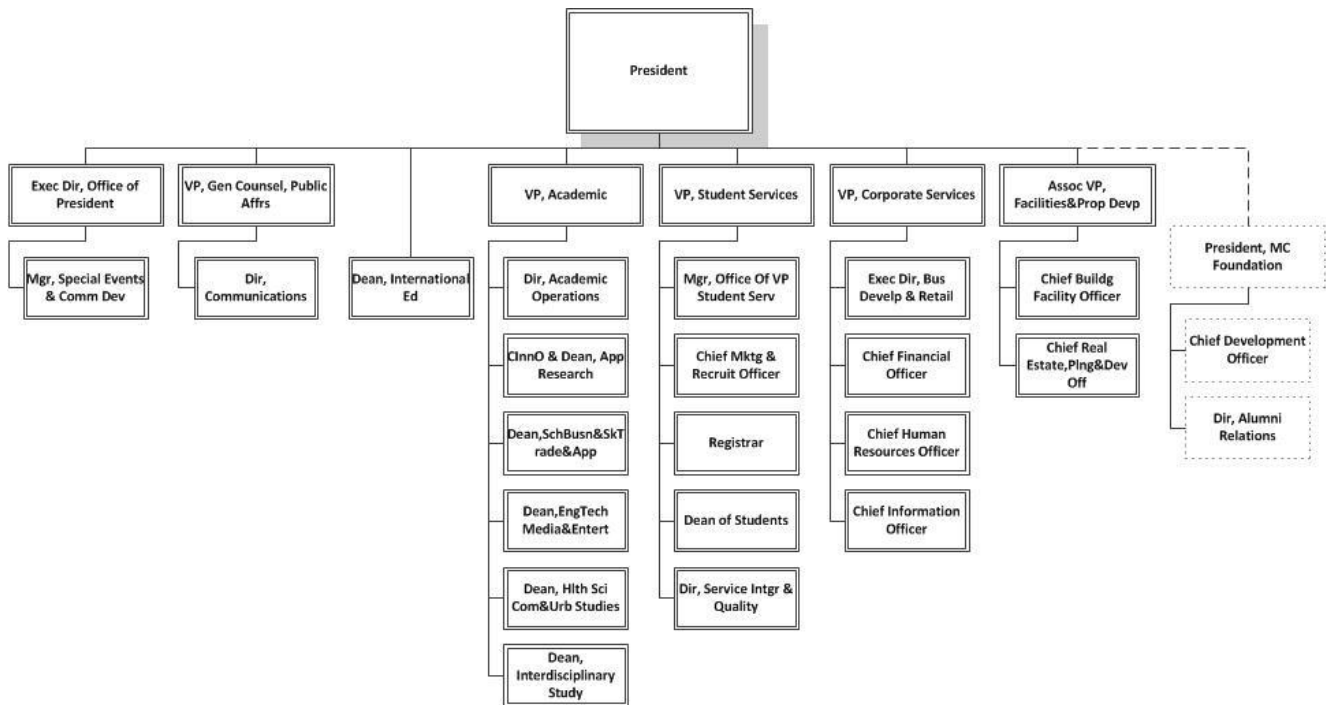 President
Exec Dir, Office of
President
VP, Gen Counsel, Public
Affrs
VP, Academic
VP, Student Services
VP, Corporate Services
Assoc VP,
Facilities&Prop Devp
President, MC
Foundation
Mgr, Special Events
& Comm Dev
Dir,
Communications
Dean, International
Ed
Dir, Academic
Operations
CInnO & Dean, App
Research
Dean,SchBusn&SkT
rade&App
Dean,EngTech
Media&Entert
Dean, Hlth Sci
Com&Urb Studies
Dean,
Interdisciplinary
Study
Mgr, Office Of VP
Student Serv
Chief Mktg &
Recruit Officer
Registrar
Dean of Students
Dir, Service Intgr &
Quality
Exec Dir, Bus
Develp & Retail
Chief Financial
Officer
Chief Human
Resources Officer
Chief Information
Officer
Chief Buildg
Facility Officer
Chief Real
Estate,Plng&Dev
Off
Chief Development
Officer
Dir, Alumni
Relations